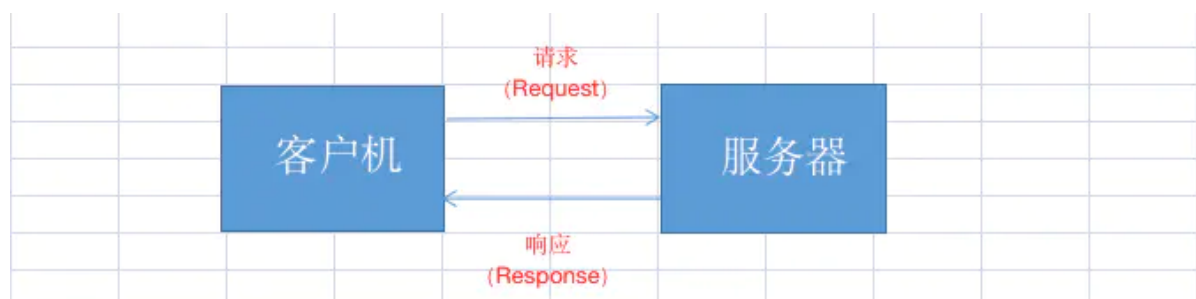 请求
(Request)
客户机
服务器
响应
(Response)